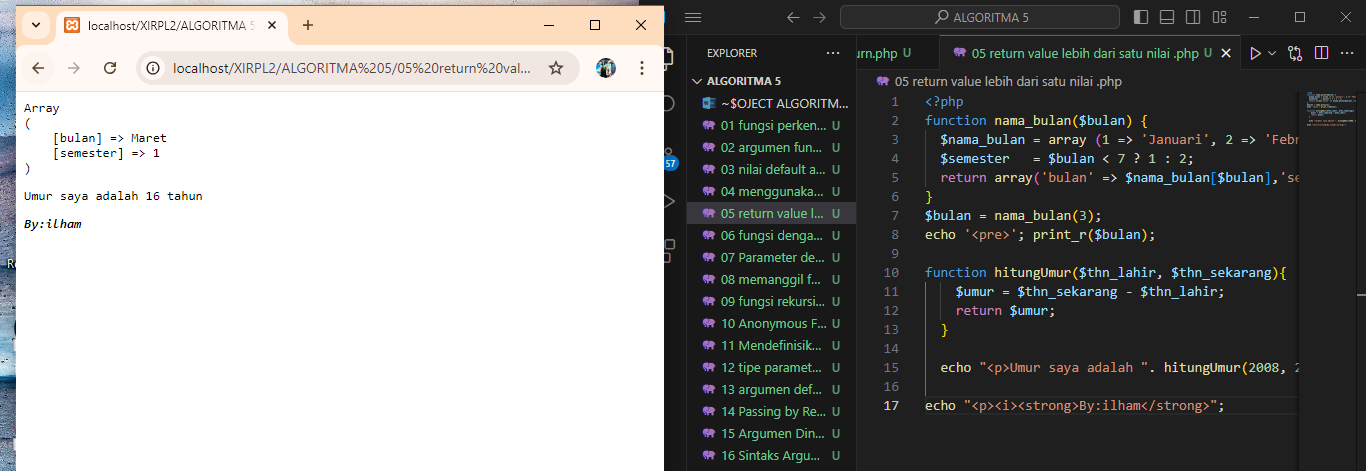 localhost/XIRPL2/ALGORITMA 5
localhost/XIRPL2/ALGORITMA%205/05%20return%20val...
Array
(
    [bulan] => Maret
    [semester] => 1
)
Umur saya adalah 16 tahun
By:ilham
ALGORITMA 5
57
EXPLORER
ALGORITMA 5
~$OJECT ALGORITM...
01 fungsi perken... U
02 argumen fun... U
03 nilai default a... U
04 menggunaka... U
05 return value l... U
06 fungsi denga... U
07 Parameter de... U
08 memanggil f... U
09 fungsi rekursi... U
10 Anonymous F... U
11 Mendefinisik... U
12 tipe paramet... U
13 argumen def... U
14 Passing by Re... U
15 Argumen Din... U
16 Sintaks Argu... U
urn.php U
05 return value lebih dari satu nilai .php U
05 return value lebih dari satu nilai .php
1 <?php
2 function nama_bulan($bulan) {
3   $nama_bulan = array (1 => 'Januari', 2 => 'Febr
4   $semester   = $bulan < 7 ? 1 : 2;
5   return array('bulan' => $nama_bulan[$bulan],'se
6 }
7 $bulan = nama_bulan(3);
8 echo '<pre>'; print_r($bulan);
9
10 function hitungUmur($thn_lahir, $thn_sekarang){
11     $umur = $thn_sekarang - $thn_lahir;
12     return $umur;
13   }
14
15   echo "<p>Umur saya adalah ". hitungUmur(2008, 2
16
17 echo "<p><i><strong>By:ilham</strong>";